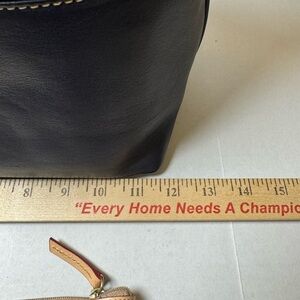 8 9 10 11 12 13 14 15
“Every Home Needs A Champio